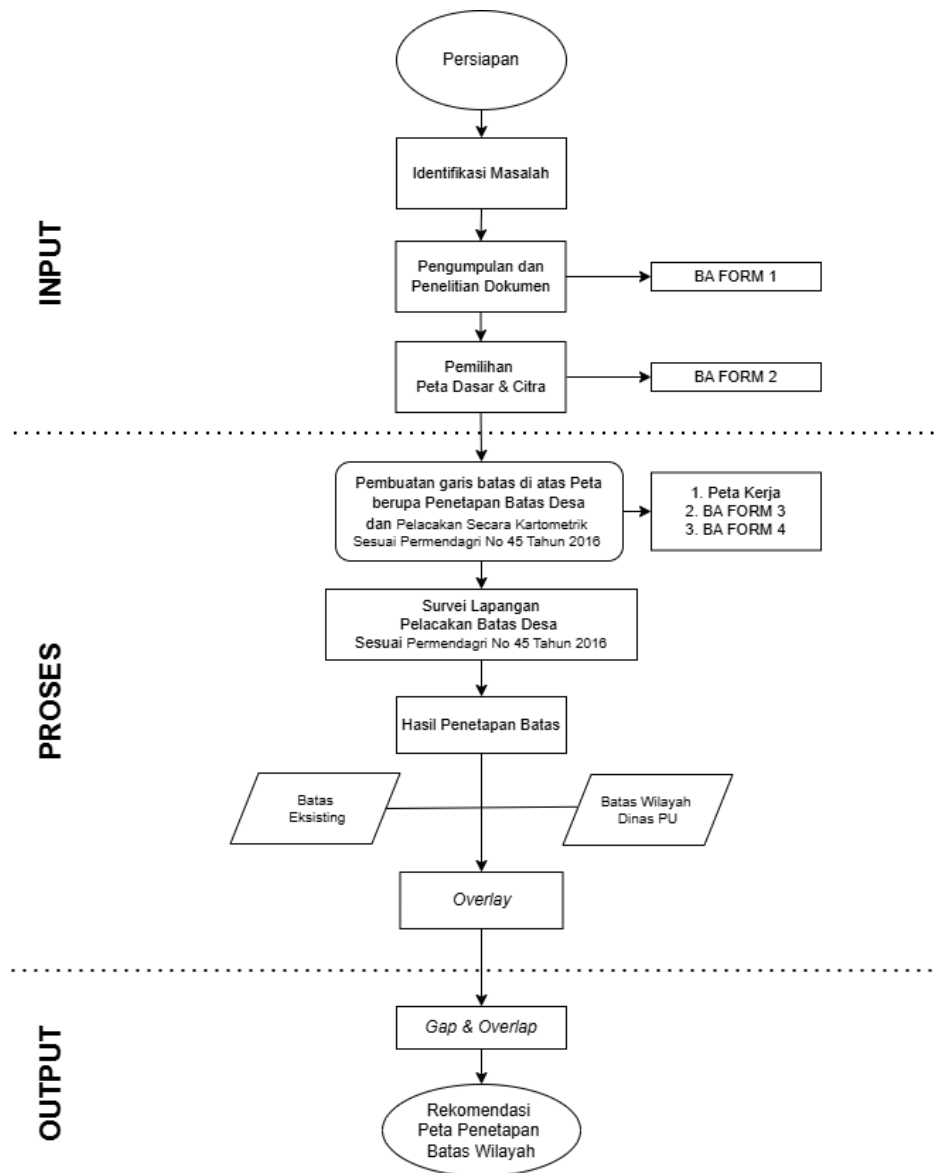 Persiapan
INPUT
Identifikasi Masalah
Pengumpulan dan
Penelitian Dokumen
BA FORM 1
Pemilihan
Peta Dasar & Citra
BA FORM 2
PROSES
Pembuatan garis batas di atas Peta
berupa Penetapan Batas Desa
dan Pelacakan Secara Kartometrik
Sesuai Permendagri No 45 Tahun 2016
1. Peta Kerja
2. BA FORM 3
3. BA FORM 4
Survei Lapangan
Pelacakan Batas Desa
Sesuai Permendagri No 45 Tahun 2016
Hasil Penetapan Batas
Batas
Eksisting
Batas Wilayah
Dinas PU
Overlay
OUTPUT
Gap & Overlap
Rekomendasi
Peta Penetapan
Batas Wilayah